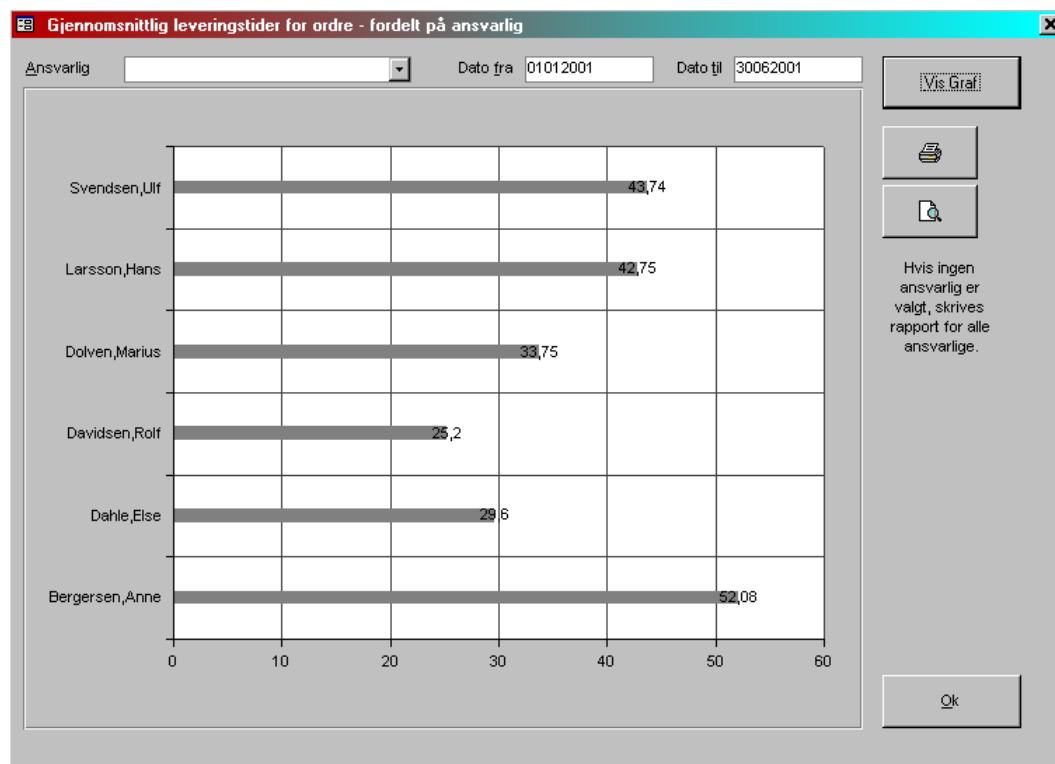 Gjennomsnittlig leveringstider for ordre - fordelt på ansvarlig
Ansvarlig Dato fra 01012001 Dato til 30062001
Vis Graf
Svendsen,Ulf 43,74
Larsson,Hans 42,75
Dolven,Marius 33,75
Davidsen,Rolf 25,2
Dahle,Else 29,6
Bergersen,Anne 52,08
0 10 20 30 40 50 60
Hvis ingen
ansvarlig er
valgt, skrives
rapport for alle
ansvarlige.
Ok